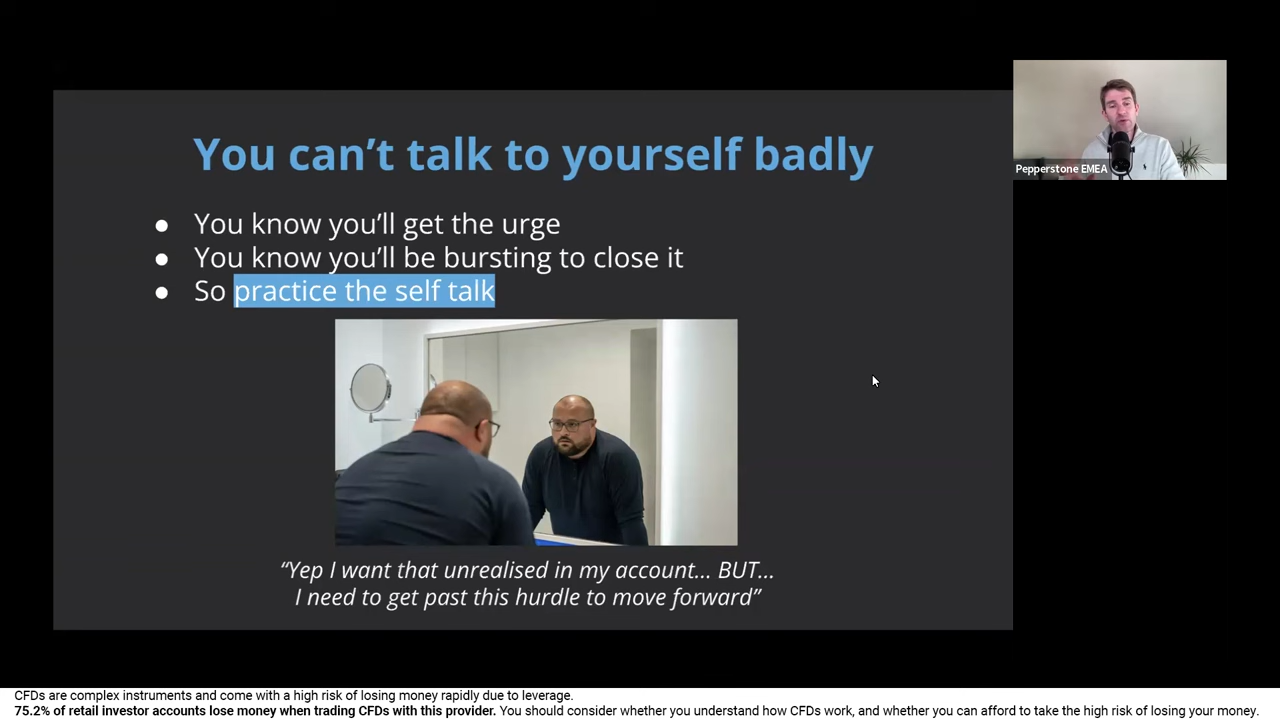 You can’t talk to yourself badly
● You know you’ll get the urge
● You know you’ll be bursting to close it
● So practice the self talk
“Yep I want that unrealised in my account... BUT...
I need to get past this hurdle to move forward”
Pepperstone EMEA
CFDs are complex instruments and come with a high risk of losing money rapidly due to leverage.
75.2% of retail investor accounts lose money when trading CFDs with this provider. You should consider whether you understand how CFDs work, and whether you can afford to take the high risk of losing your money.